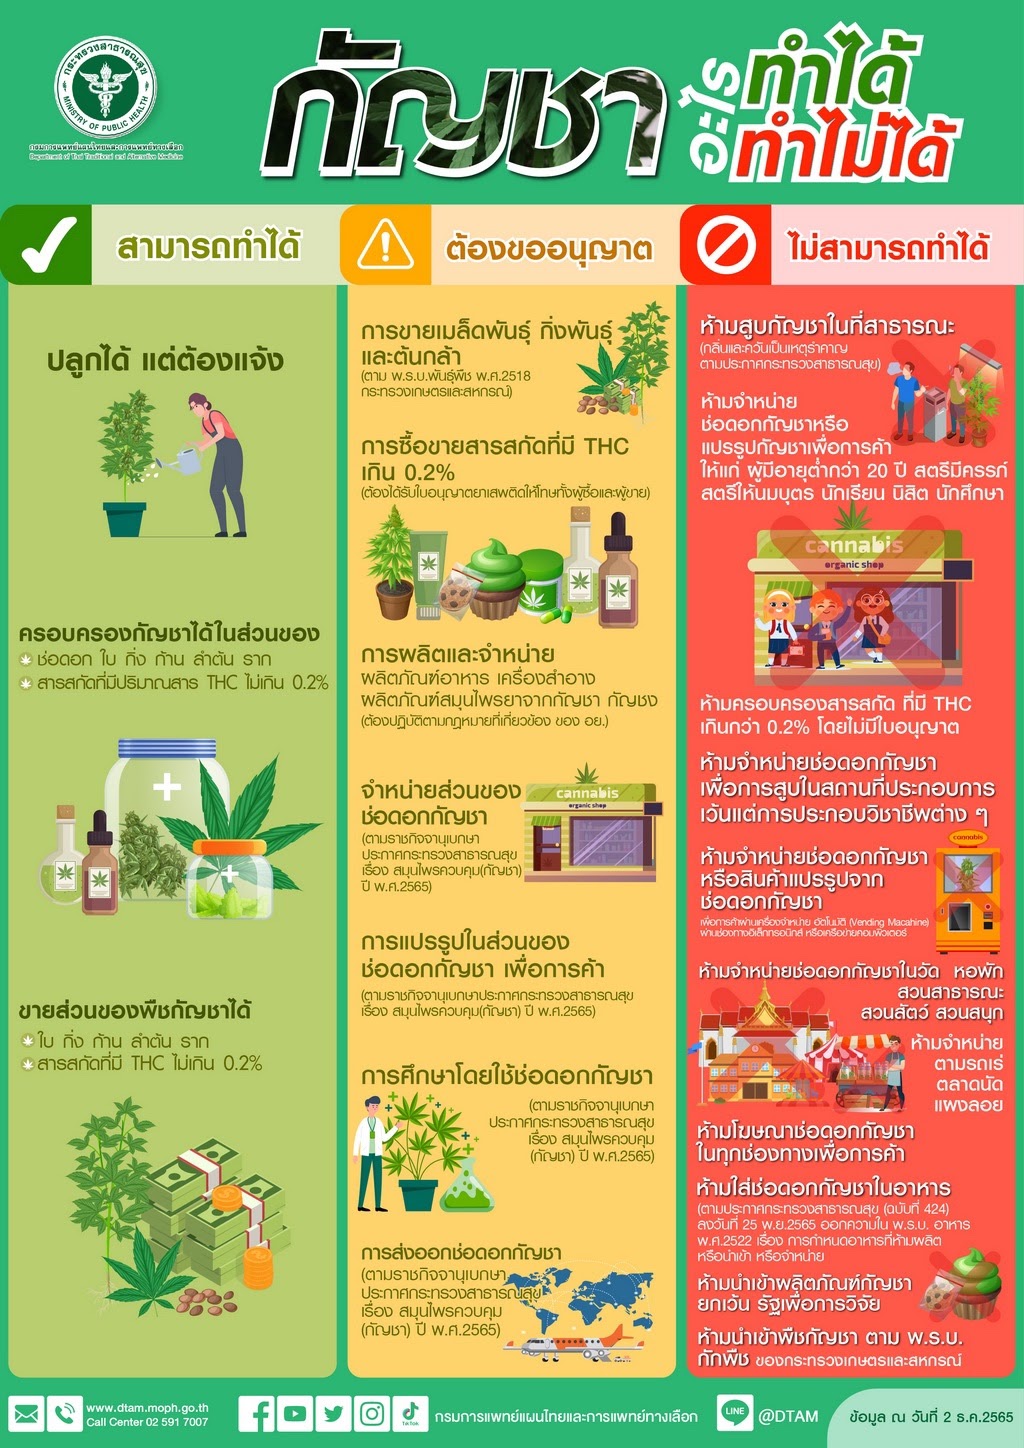 กระทรวงสาธารณสุข
MINISTRY OF PUBLIC HEALTH
กรมการแพทย์แผนไทยและการแพทย์ทางเลือก
Department of Thai Traditional and Alternative Medicine
กัญชา
อะไร
ทำได้
ทำไม่ได้
สามารถทำได้
ปลูกได้ แต่ต้องแจ้ง
ครอบครองกัญชาได้ในส่วนของ
ช่อดอก ใบ กิ่ง ก้าน ลำต้น ราก
สารสกัดที่มีปริมาณสาร THC ไม่เกิน 0.2%
ขายส่วนของพืชกัญชาได้
ใบ กิ่ง ก้าน ลำต้น ราก
สารสกัดที่มี THC ไม่เกิน 0.2%
ต้องขออนุญาต
การขายเมล็ดพันธุ์ กิ่งพันธุ์
และต้นกล้า
(ตาม พ.ร.บ.พันธุ์พืช พ.ศ.2518
กระทรวงเกษตรและสหกรณ์)
การซื้อขายสารสกัดที่มี THC
เกิน 0.2%
(ต้องได้รับใบอนุญาตยาเสพติดให้โทษทั้งผู้ซื้อและผู้ขาย)
การผลิตและจำหน่าย
ผลิตภัณฑ์อาหาร เครื่องสำอาง
ผลิตภัณฑ์สมุนไพรยาจากกัญชา กัญชง
(ต้องปฏิบัติตามกฎหมายที่เกี่ยวข้อง ของ อย.)
จำหน่ายส่วนของ
ช่อดอกกัญชา
(ตามราชกิจจานุเบกษา
ประกาศกระทรวงสาธารณสุข
เรื่อง สมุนไพรควบคุม(กัญชา)
ปี พ.ศ.2565)
cannabis
organic shop
การแปรรูปในส่วนของ
ช่อดอกกัญชา เพื่อการค้า
(ตามราชกิจจานุเบกษาประกาศกระทรวงสาธารณสุข
เรื่อง สมุนไพรควบคุม(กัญชา) ปี พ.ศ.2565)
การศึกษาโดยใช้ช่อดอกกัญชา
(ตามราชกิจจานุเบกษา
ประกาศกระทรวงสาธารณสุข
เรื่อง สมุนไพรควบคุม
(กัญชา) ปี พ.ศ.2565)
การส่งออกช่อดอกกัญชา
(ตามราชกิจจานุเบกษา
ประกาศกระทรวงสาธารณสุข
เรื่อง สมุนไพรควบคุม
(กัญชา) ปี พ.ศ.2565)
ไม่สามารถทำได้
ห้ามสูบกัญชาในที่สาธารณะ
(กลิ่นและควันเป็นเหตุรำคาญ
ตามประกาศกระทรวงสาธารณสุข)
ห้ามจำหน่าย
ช่อดอกกัญชาหรือ
แปรรูปกัญชาเพื่อการค้า
ให้แก่ ผู้มีอายุต่ำกว่า 20 ปี สตรีมีครรภ์
สตรีให้นมบุตร นักเรียน นิสิต นักศึกษา
cannabis
organic shop
ห้ามครอบครองสารสกัด ที่มี THC
เกินกว่า 0.2% โดยไม่มีใบอนุญาต
ห้ามจำหน่ายช่อดอกกัญชา
เพื่อการสูบในสถานที่ประกอบการ
เว้นแต่การประกอบวิชาชีพต่าง ๆ
ห้ามจำหน่ายช่อดอกกัญชา
หรือสินค้าแปรรูปจาก
ช่อดอกกัญชา
เพื่อการค้าผ่านเครื่องจำหน่าย อัตโนมัติ (Vending Macahine)
ผ่านช่องทางอิเล็กทรอนิกส์ หรือเครือข่ายคอมพิวเตอร์
cannabis
ห้ามจำหน่ายช่อดอกกัญชาในวัด หอพัก
สวนสาธารณะ
สวนสัตว์ สวนสนุก
ห้ามจำหน่าย
ตามรถเร่
ตลาดนัด
แผงลอย
ห้ามโฆษณาช่อดอกกัญชา
ในทุกช่องทางเพื่อการค้า
ห้ามใส่ช่อดอกกัญชาในอาหาร
(ตามประกาศกระทรวงสาธารณสุข (ฉบับที่ 424)
ลงวันที่ 25 พ.ย.2565 ออกความใน พ.ร.บ. อาหาร
พ.ศ.2522 เรื่อง การกำหนดอาหารที่ห้ามผลิต
หรือนำเข้า หรือจำหน่าย
ห้ามนำเข้าผลิตภัณฑ์กัญชา
ยกเว้น รัฐเพื่อการวิจัย
ห้ามนำเข้าพืชกัญชา ตาม พ.ร.บ.
กักพืช ของกระทรวงเกษตรและสหกรณ์
www.dtam.moph.go.th
Call Center 02 591 7007
TikTok
กรมการแพทย์แผนไทยและการแพทย์ทางเลือก
LINE
@DTAM
ข้อมูล ณ วันที่ 2 ธ.ค.2565